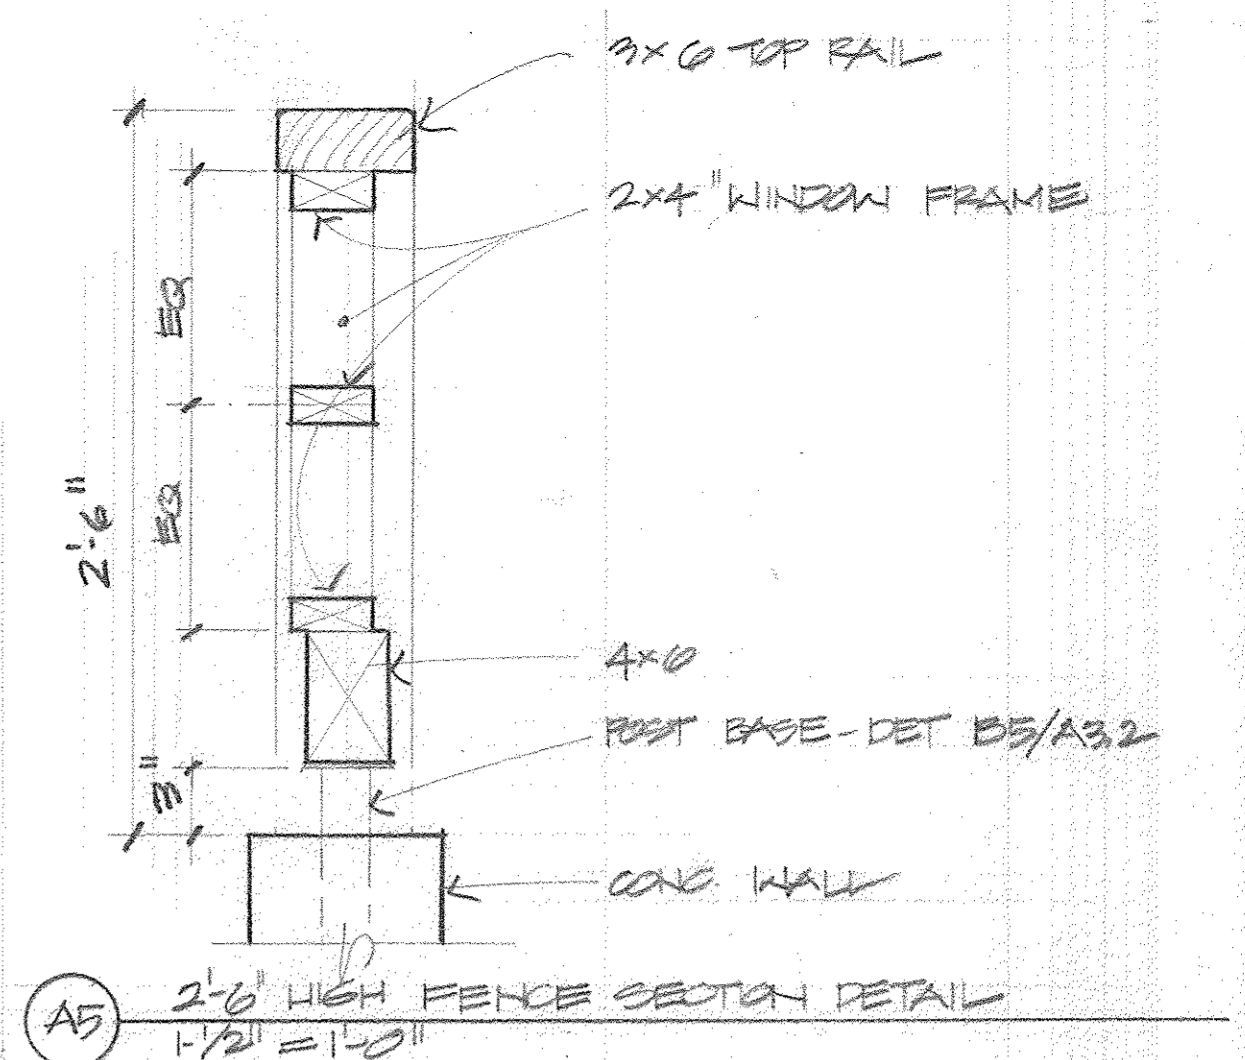 3x6 TOP RAIL
2x4" WINDOW FRAME
EQ
EQ
2'-6"
4x6
POST BASE - DET B5/A3.2
3"
CONC. WALL
A5
2'-6" HIGH FENCE SECTION DETAIL
1-1/2" = 1'-0"